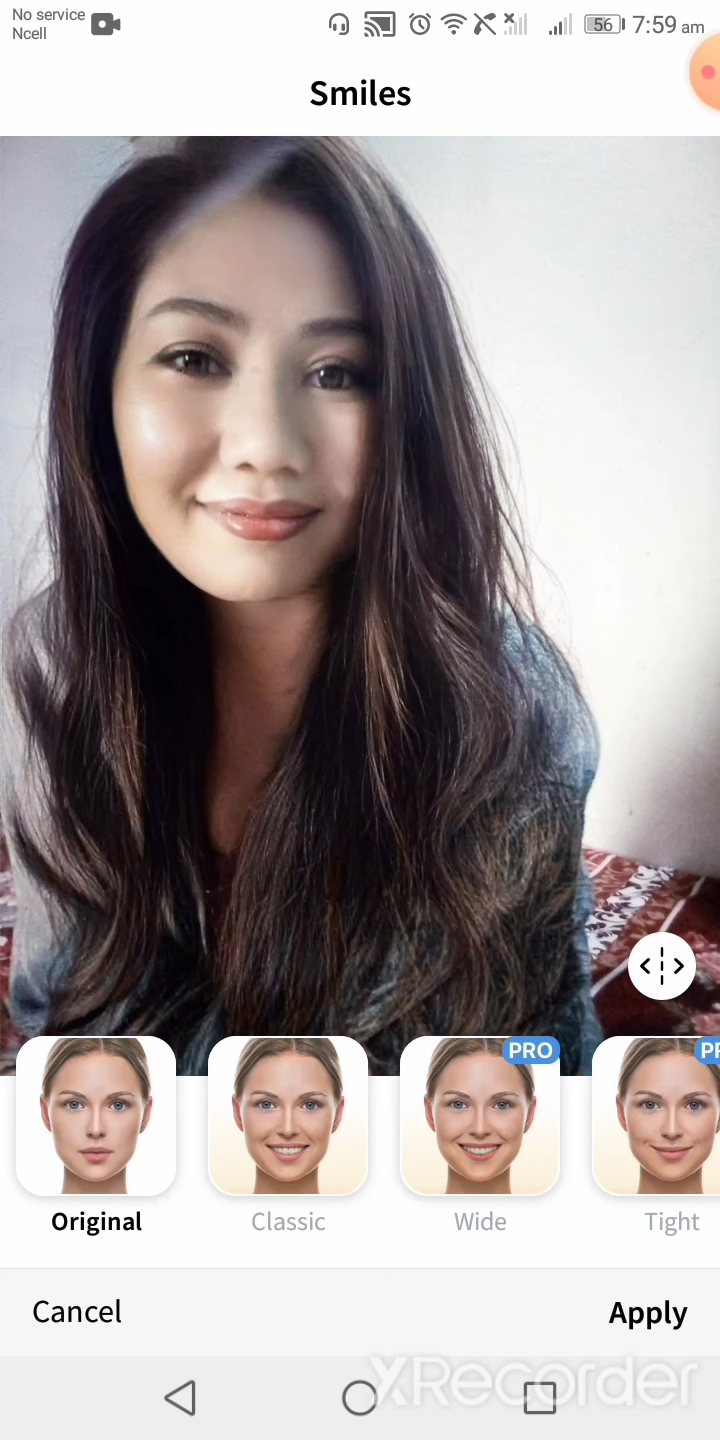 No service
Ncell
56
7:59 am
Smiles
PRO
Original
Classic
Wide
Tight
Cancel
Apply
XRecorder